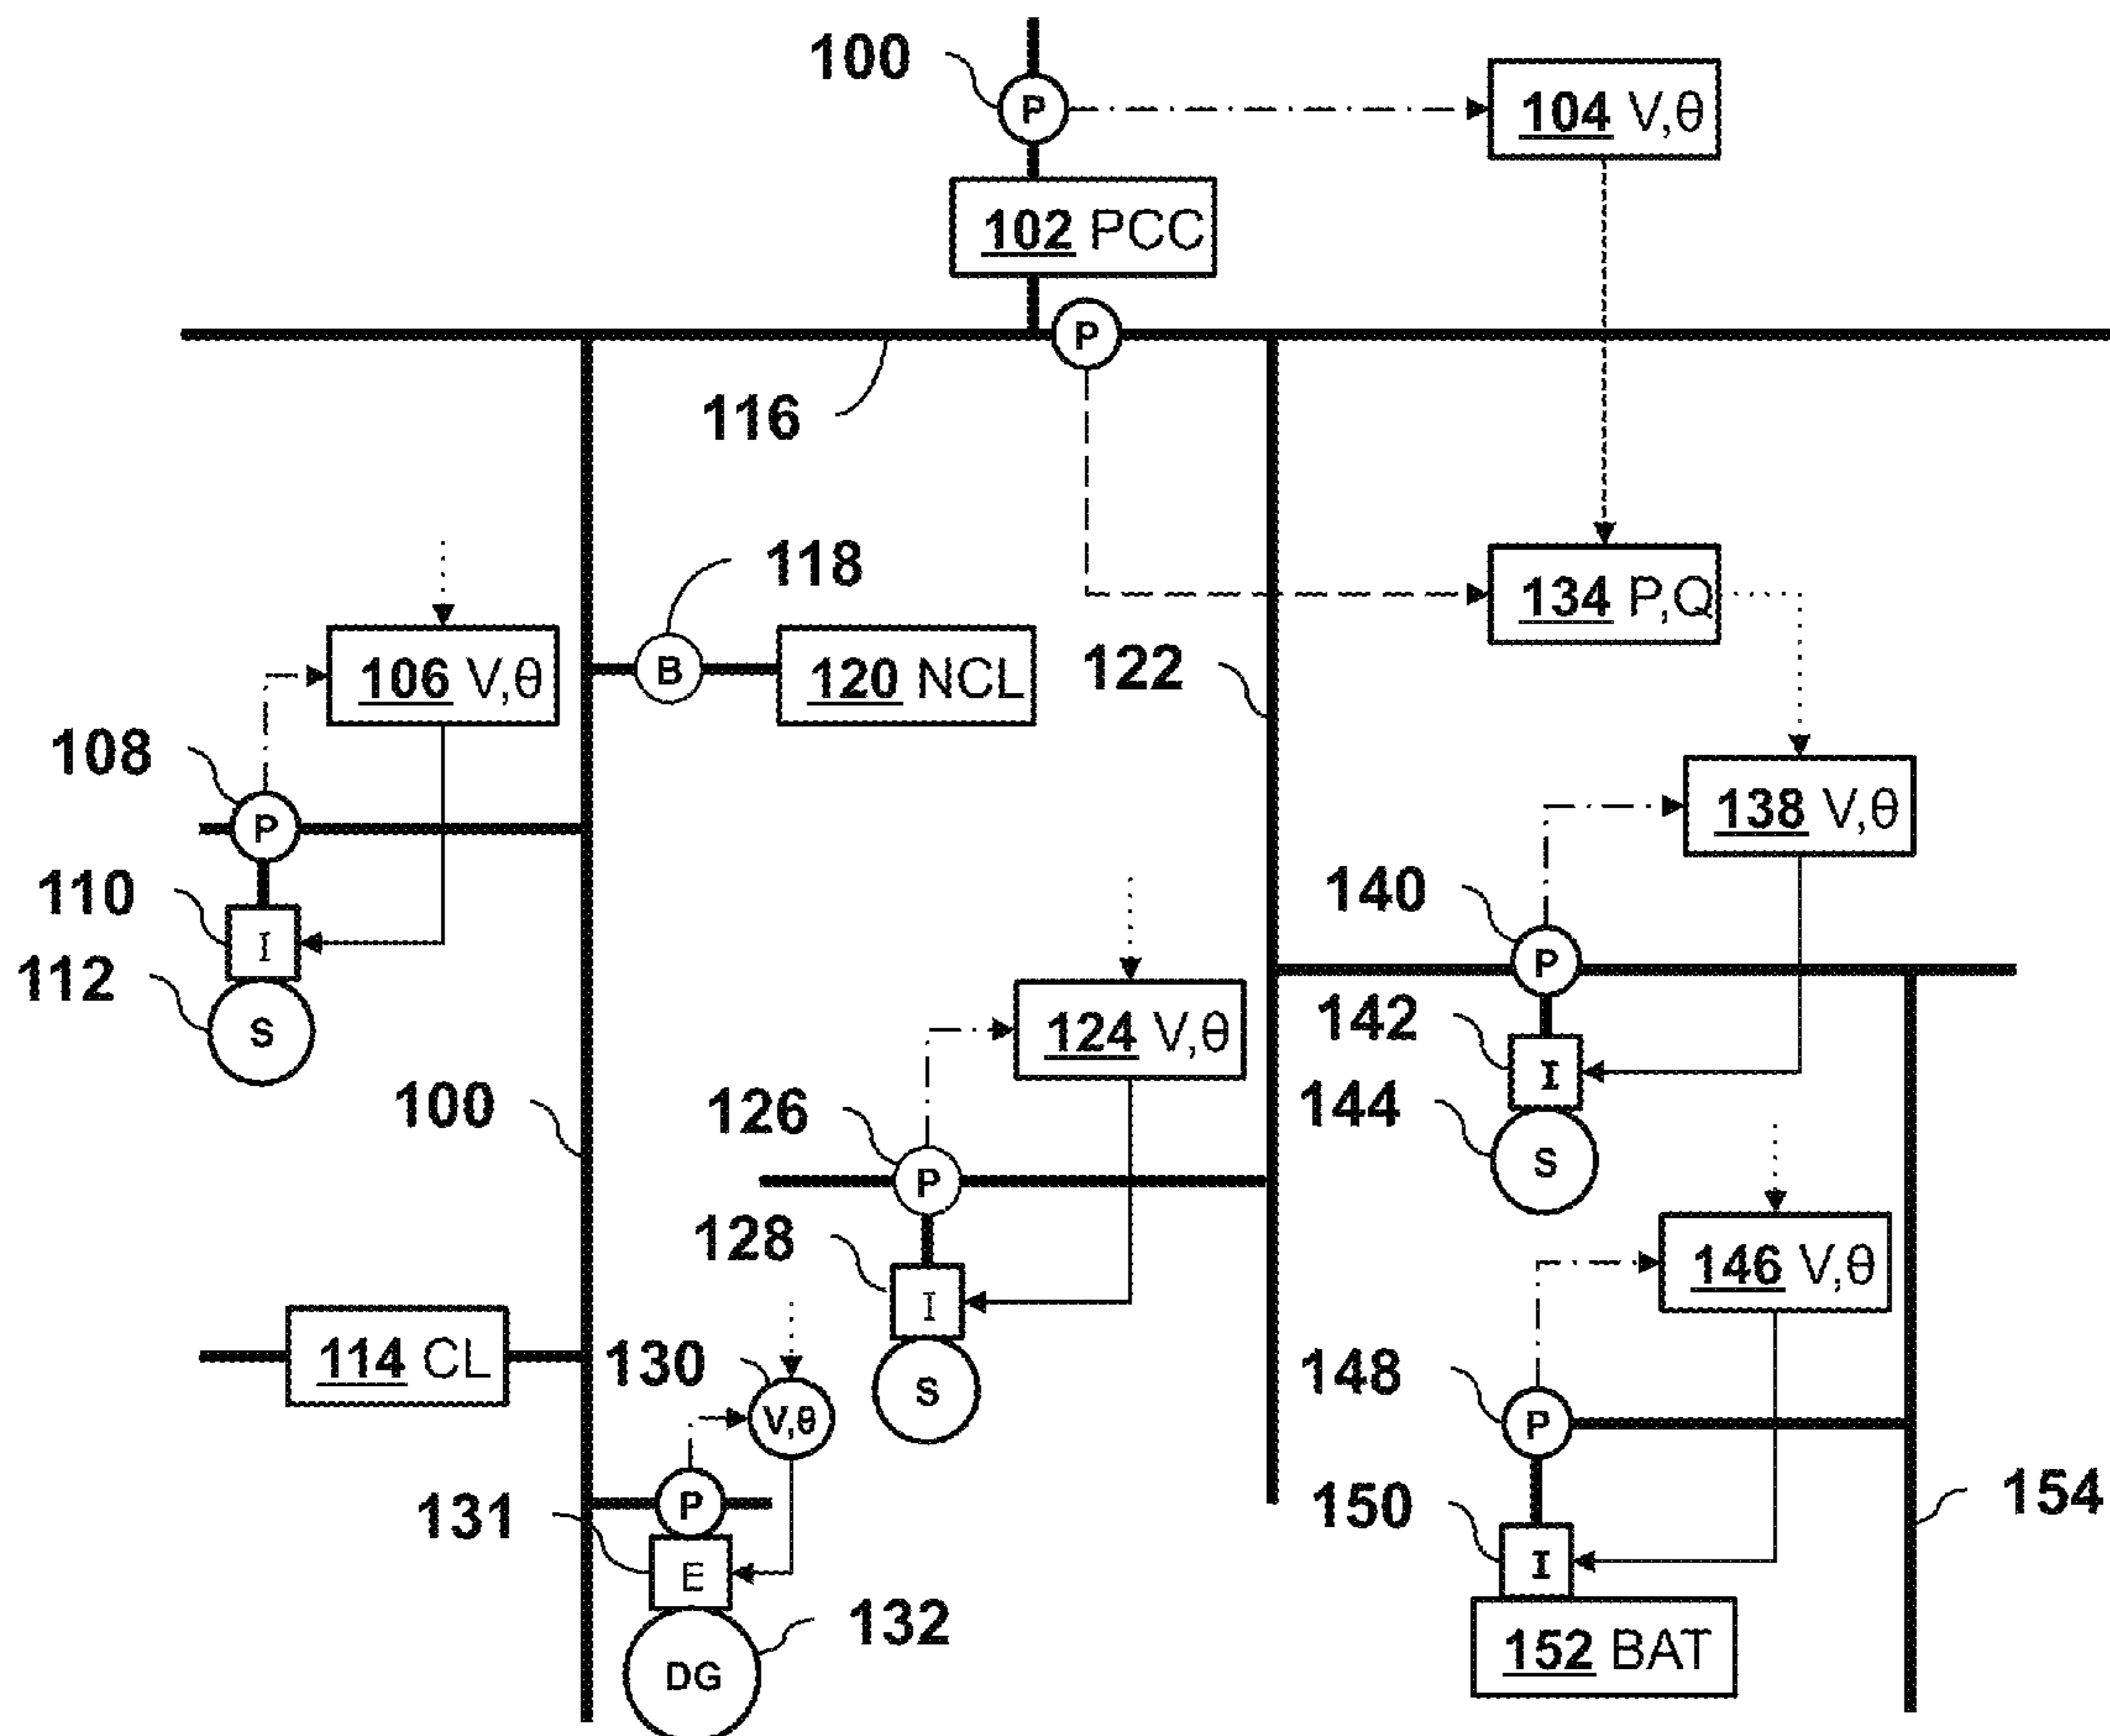 100
P
104 V,θ
102 PCC
P
116
118
134 P,Q
106 V,θ
B
120 NCL
122
108
138 V,θ
P
110
140
I
P
112
124 V,θ
142
S
I
100
126
144
P
S
128
146 V,θ
I
114 CL
130
148
S
V,θ
P
131
P
150
154
E
I
132
152 BAT
DG